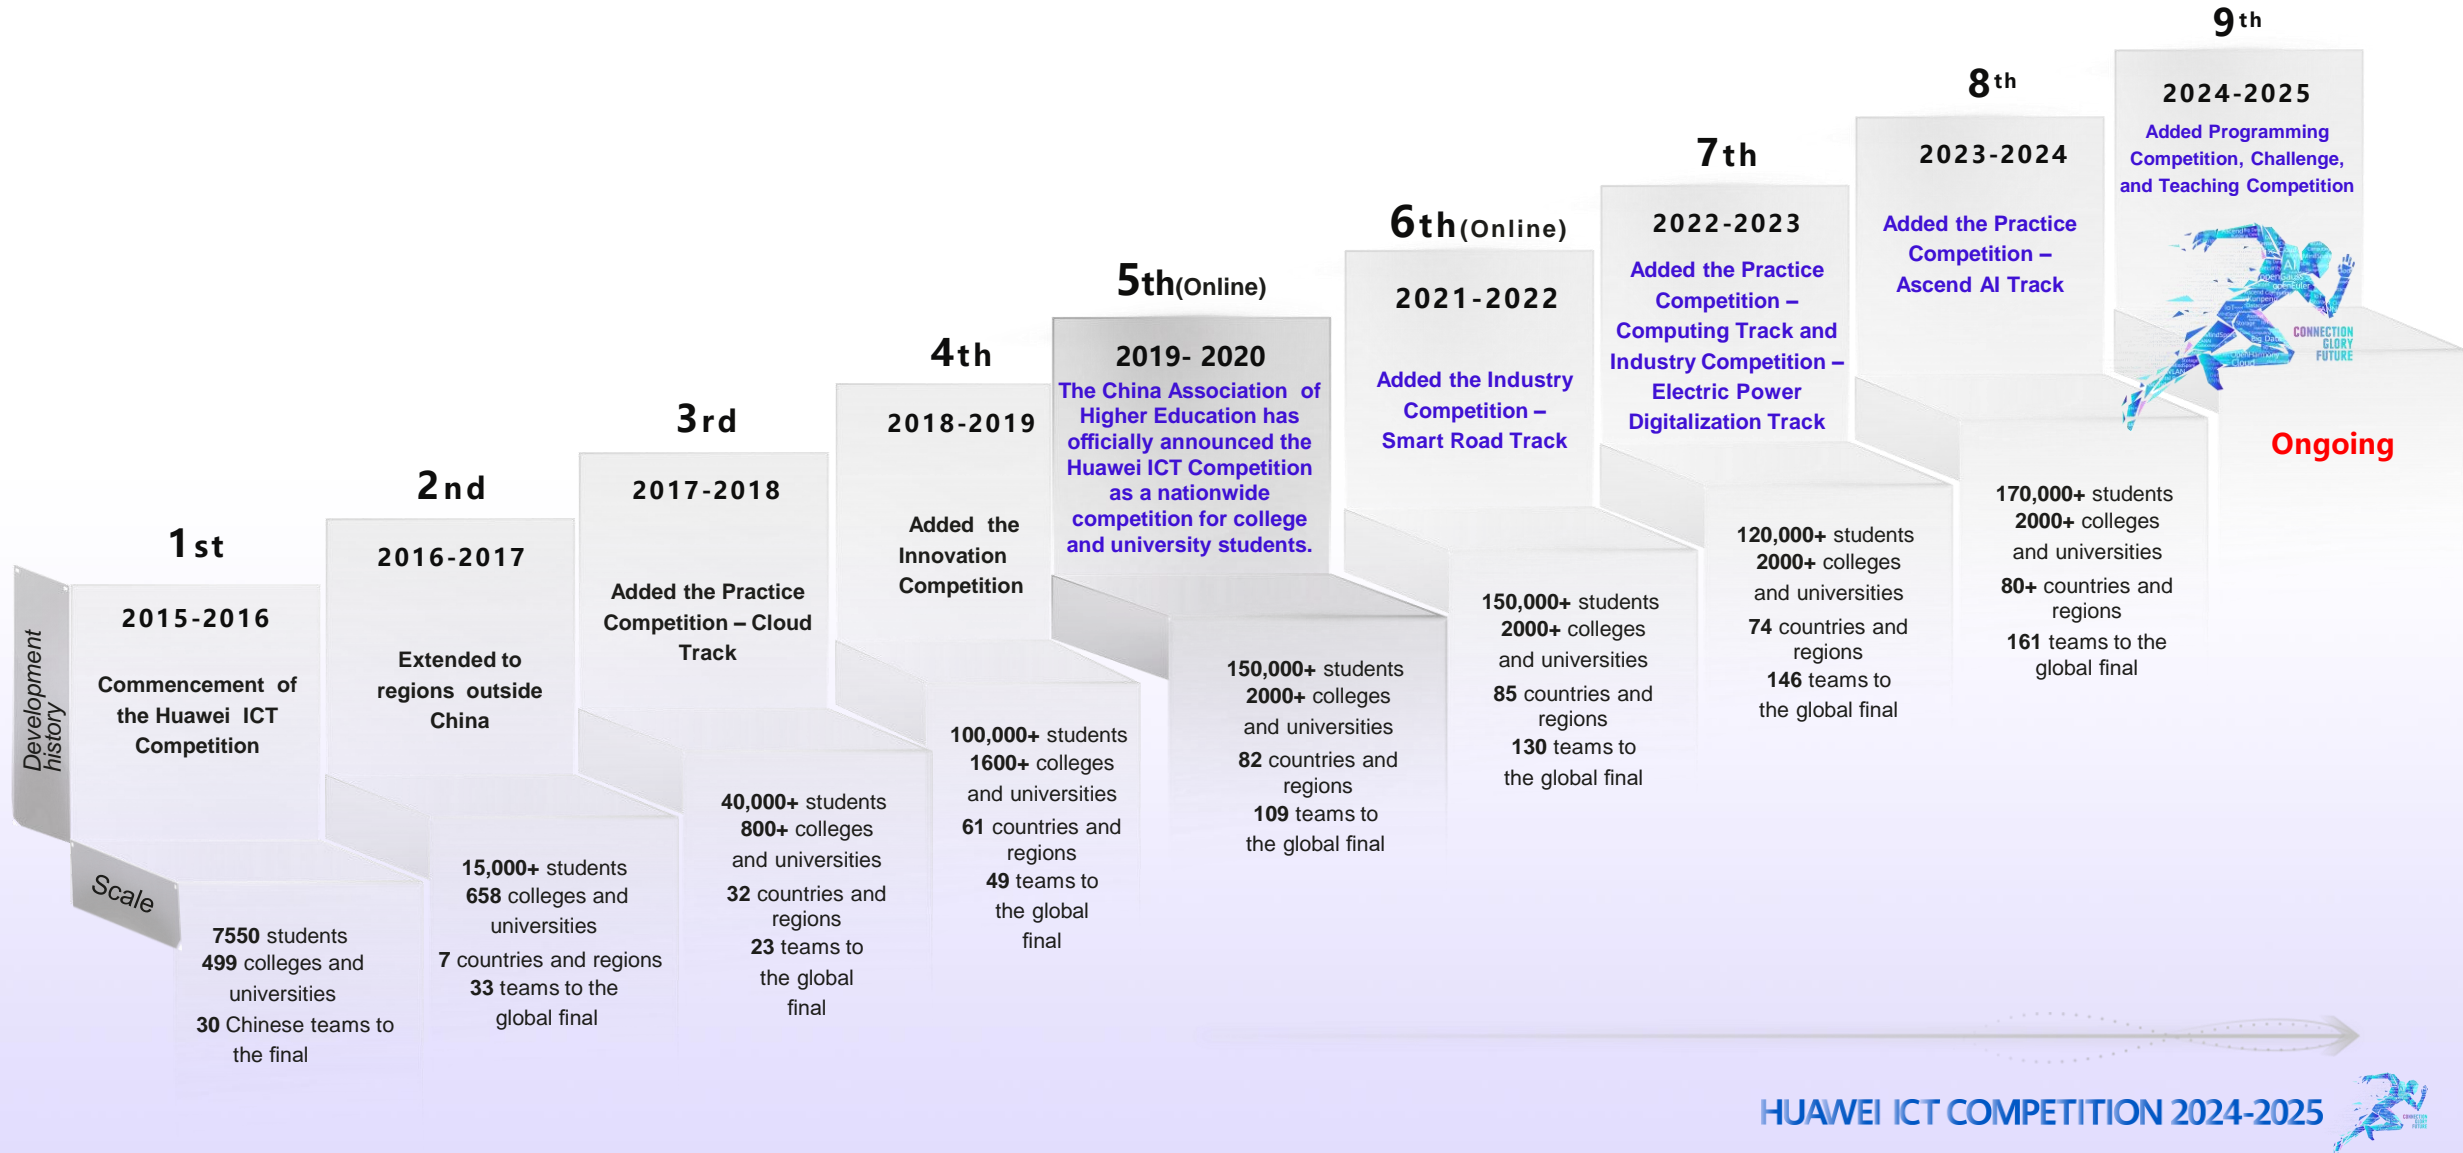 Development
history
Scale
1st
2015-2016
Commencement of
the Huawei ICT
Competition
7550 students
499 colleges and
universities
30 Chinese teams to
the final
2nd
2016-2017
Extended to
regions outside
China
15,000+ students
658 colleges and
universities
7 countries and regions
33 teams to the
global final
3rd
2017-2018
Added the Practice
Competition – Cloud
Track
40,000+ students
800+ colleges
and universities
32 countries and
regions
23 teams to
the global
final
4th
2018-2019
Added the
Innovation
Competition
100,000+ students
1600+ colleges
and universities
61 countries and
regions
49 teams to
the global
final
5th(Online)
2019- 2020
The China Association of
Higher Education has
officially announced the
Huawei ICT Competition
as a nationwide
competition for college
and university students.
150,000+ students
2000+ colleges
and universities
82 countries and
regions
109 teams to
the global final
6th(Online)
2021-2022
Added the Industry
Competition –
Smart Road Track
150,000+ students
2000+ colleges
and universities
85 countries and
regions
130 teams to
the global final
7th
2022-2023
Added the Practice
Competition –
Computing Track and
Industry Competition –
Electric Power
Digitalization Track
120,000+ students
2000+ colleges
and universities
74 countries and
regions
146 teams to
the global final
8th
2023-2024
Added the Practice
Competition –
Ascend AI Track
170,000+ students
2000+ colleges
and universities
80+ countries and
regions
161 teams to the
global final
9th
2024-2025
Added Programming
Competition, Challenge,
and Teaching Competition
AI
openGauss
openEuler
Big Data
OpenHarmony
Cloud
CONNECTION
GLORY
FUTURE
Ongoing
HUAWEI ICT COMPETITION 2024-2025
CONNECTION
GLORY
FUTURE